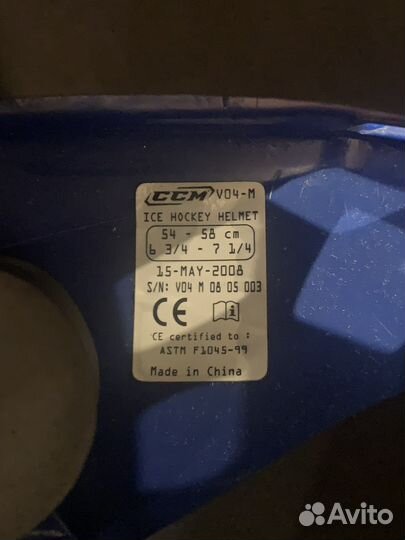 CCM V04-M
ICE HOCKEY HELMET
54 - 58 cm
6 3/4 - 7 1/4
15-MAY-2008
S/N: V04 M 08 05 003
CE
CE certified to :
ASTM F1045-99
Made in China
Avito